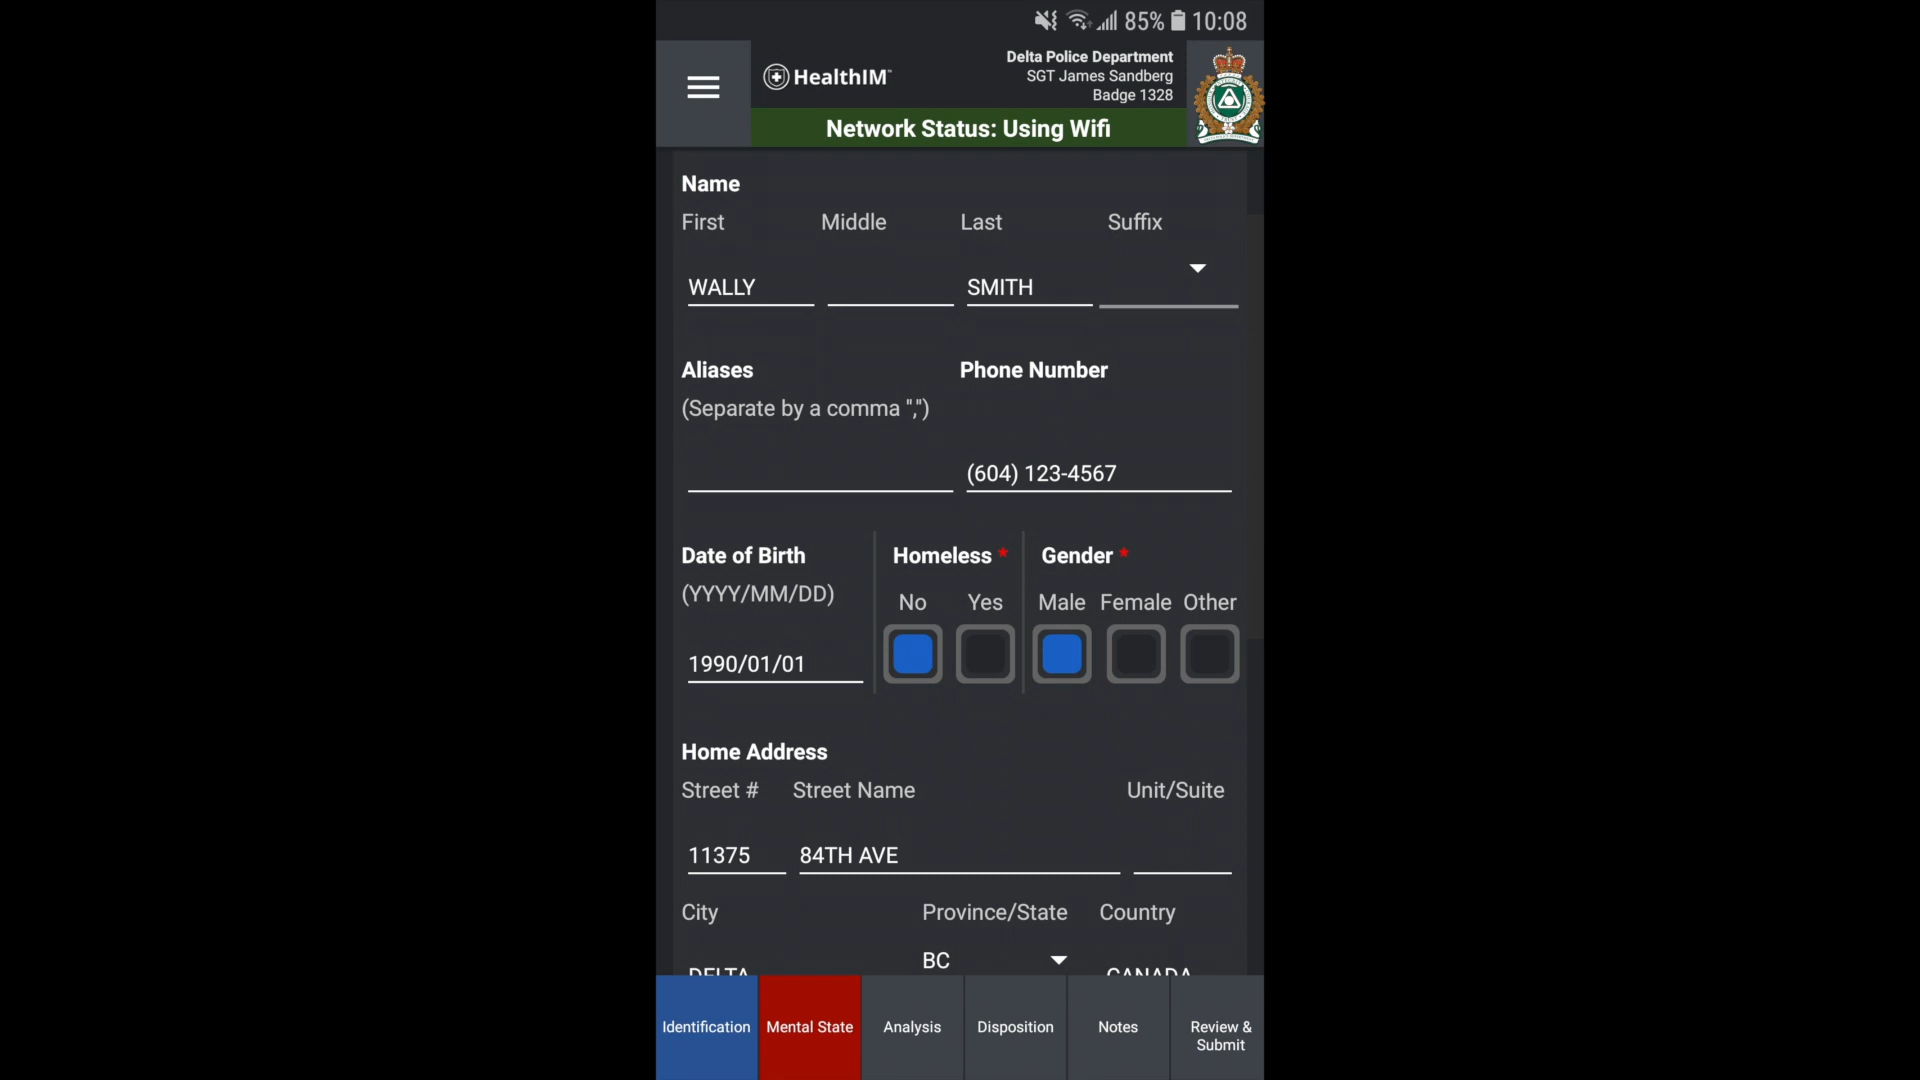 85% 10:08
HealthIM
Delta Police Department
SGT James Sandberg
Badge 1328
Network Status: Using Wifi
Name
First Middle Last Suffix
WALLY SMITH
Aliases Phone Number
(Separate by a comma ",")
(604) 123-4567
Date of Birth Homeless * Gender *
(YYYY/MM/DD)
No Yes Male Female Other
1990/01/01
Home Address
Street # Street Name Unit/Suite
11375 84TH AVE
City Province/State Country
DELTA BC CANADA
Identification Mental State Analysis Disposition Notes Review & Submit